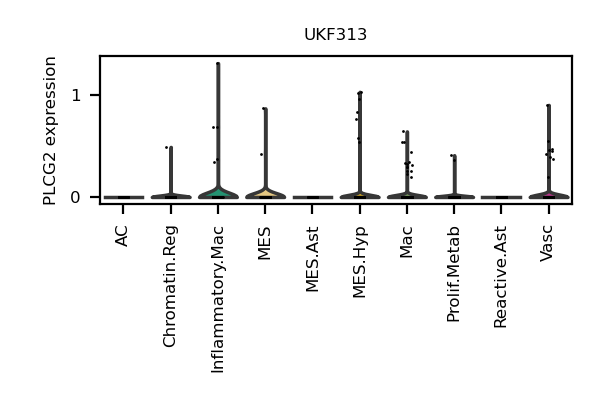 UKF313
PLCG2 expression
1
0
AC
Chromatin.Reg
Inflammatory.Mac
MES
MES.Ast
MES.Hyp
Mac
Prolif.Metab
Reactive.Ast
Vasc